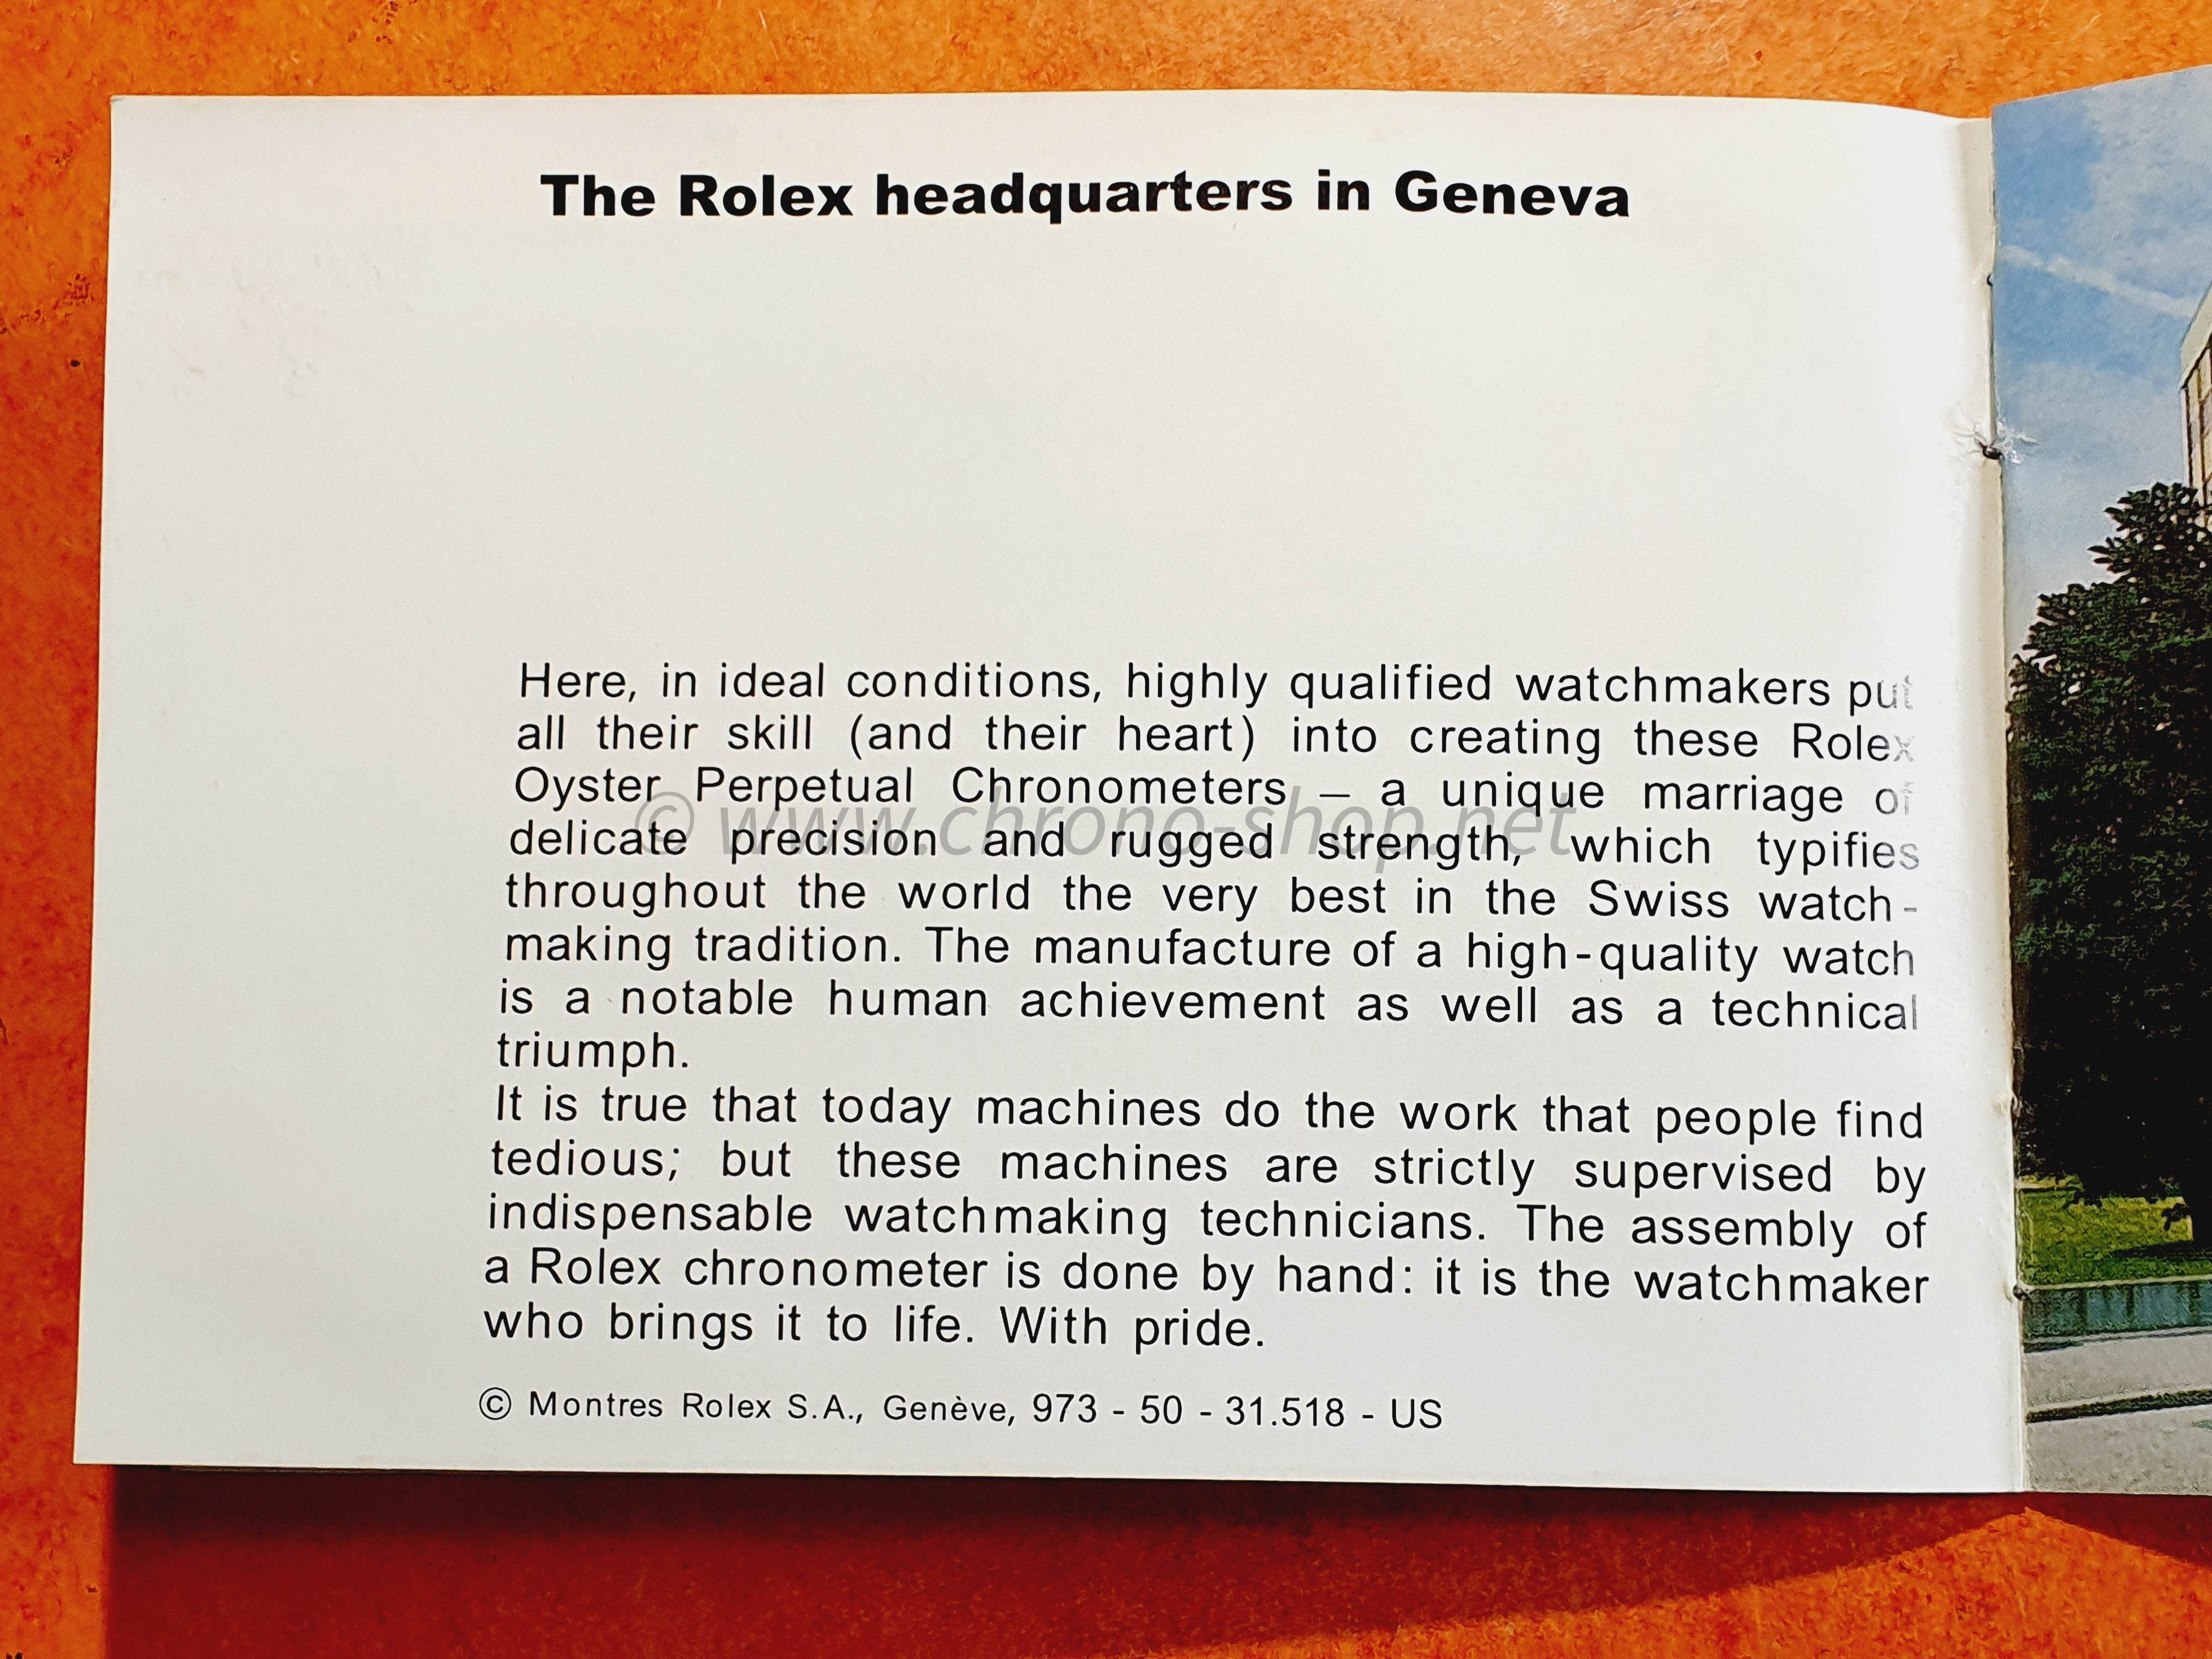 The Rolex headquarters in Geneva
Here, in ideal conditions, highly qualified watchmakers put
all their skill (and their heart) into creating these Rolex
Oyster Perpetual Chronometers – a unique marriage of
© www.chrono-shop.net
delicate precision and rugged strength, which typifies
throughout the world the very best in the Swiss watch-
making tradition. The manufacture of a high-quality watch
is a notable human achievement as well as a technical
triumph.
It is true that today machines do the work that people find
tedious; but these machines are strictly supervised by
indispensable watchmaking technicians. The assembly of
a Rolex chronometer is done by hand: it is the watchmaker
who brings it to life. With pride.
© Montres Rolex S.A., Genève, 973 - 50 - 31.518 - US